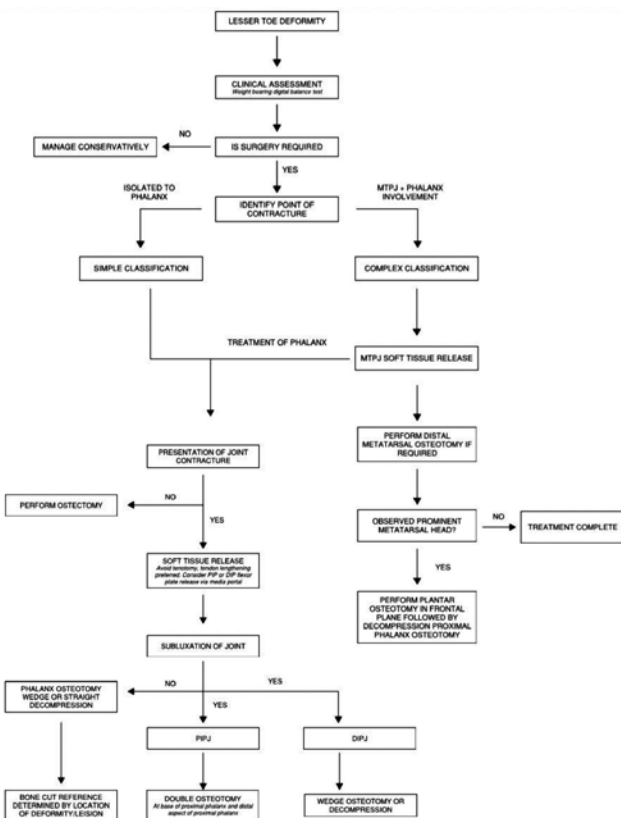 LESSER TOE DEFORMITY
CLINICAL ASSESSMENT
Weight bearing digital balance test
NO
MANAGE CONSERVATIVELY
IS SURGERY REQUIRED
YES
ISOLATED TO
PHALANX
MTPJ + PHALANX
INVOLVEMENT
IDENTIFY POINT OF
CONTRACTURE
SIMPLE CLASSIFICATION
COMPLEX CLASSIFICATION
TREATMENT OF PHALANX
MTPJ SOFT TISSUE RELEASE
PERFORM DISTAL
METATARSAL OSTEOTOMY IF
REQUIRED
PRESENTATION OF JOINT
CONTRACTURE
NO
PERFORM OSTECTOMY
YES
OBSERVED PROMINENT
METATARSAL HEAD?
NO
TREATMENT COMPLETE
YES
SOFT TISSUE RELEASE
Avoid tenotomy, tendon lengthening
preferred. Consider PIP or DIP flexor
plate release via media portal
PERFORM PLANTAR
OSTEOTOMY IN FRONTAL
PLANE FOLLOWED BY
DECOMPRESSION PROXIMAL
PHALANX OSTEOTOMY
SUBLUXATION OF JOINT
NO
YES
YES
PHALANX OSTEOTOMY
WEDGE OR STRAIGHT
DECOMPRESSION
PIPJ
DIPJ
BONE CUT REFERENCE
DETERMINED BY LOCATION
OF DEFORMITY/LEISION
DOUBLE OSTEOTOMY
At base of proximal phalanx and distal
aspect of proximal phalanx
WEDGE OSTEOTOMY OR
DECOMPRESSION